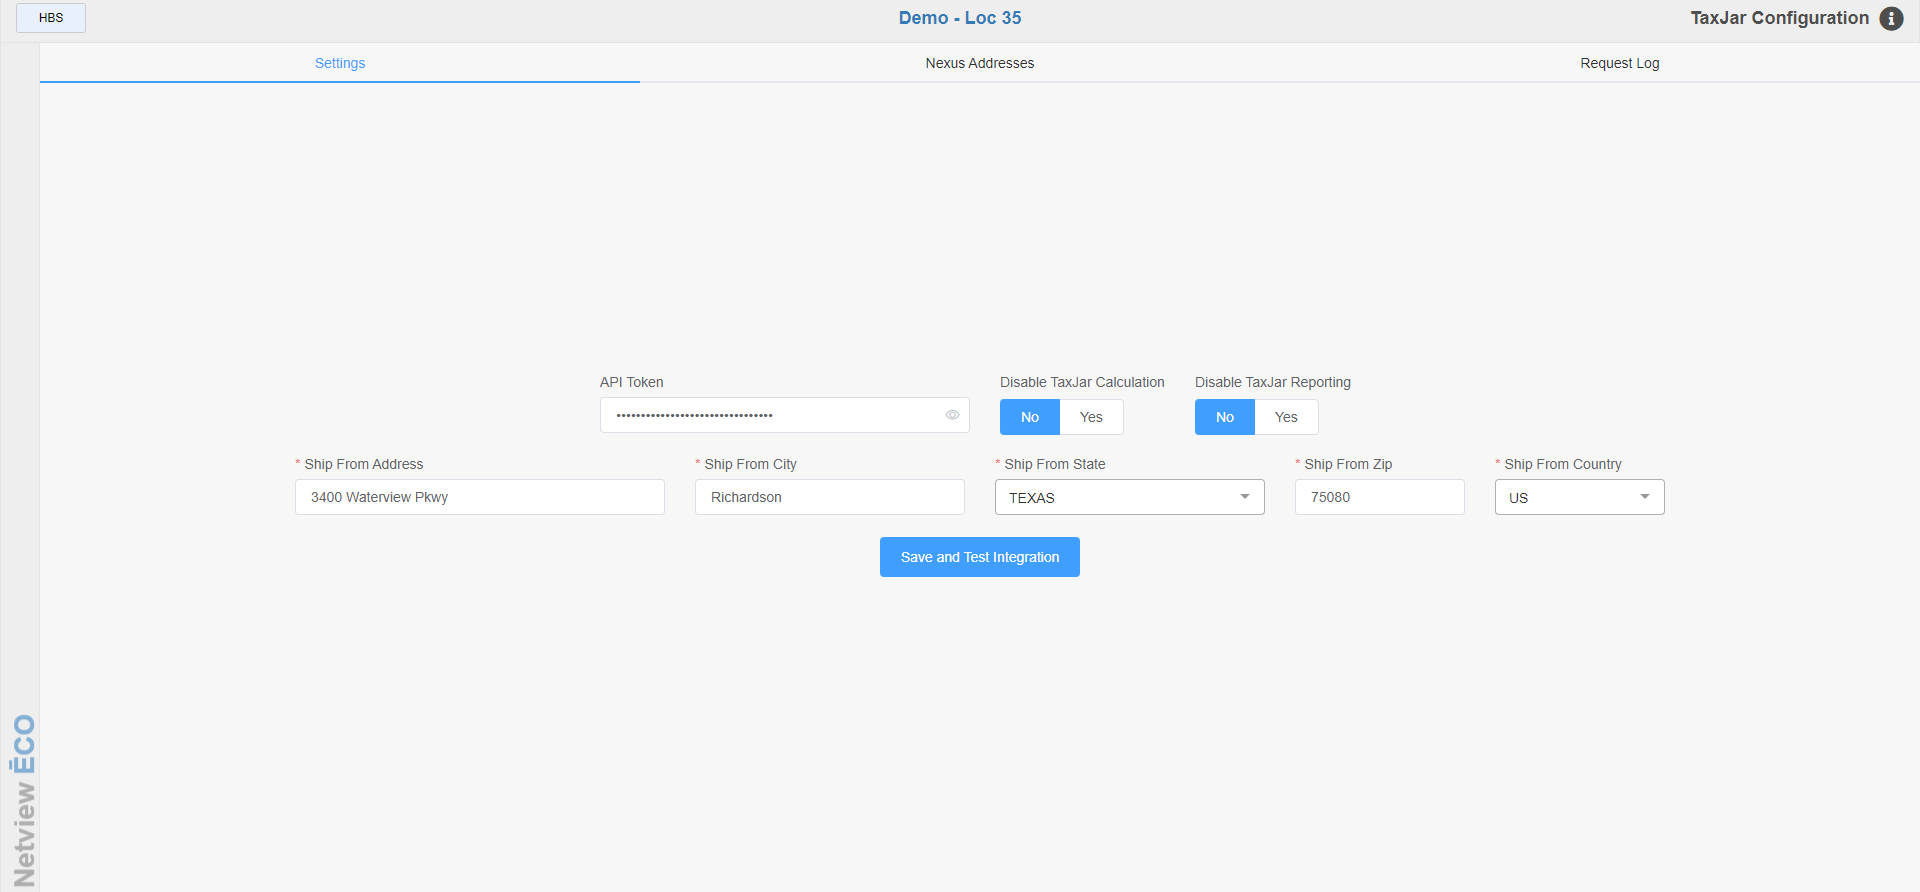 HBS
Demo - Loc 35
TaxJar Configuration
Settings
Nexus Addresses
Request Log
API Token
Disable TaxJar Calculation
Disable TaxJar Reporting
••••••••••••••••••••••••••••••••
No
Yes
No
Yes
* Ship From Address
* Ship From City
* Ship From State
* Ship From Zip
* Ship From Country
3400 Waterview Pkwy
Richardson
TEXAS
75080
US
Save and Test Integration
Netview ĒCO